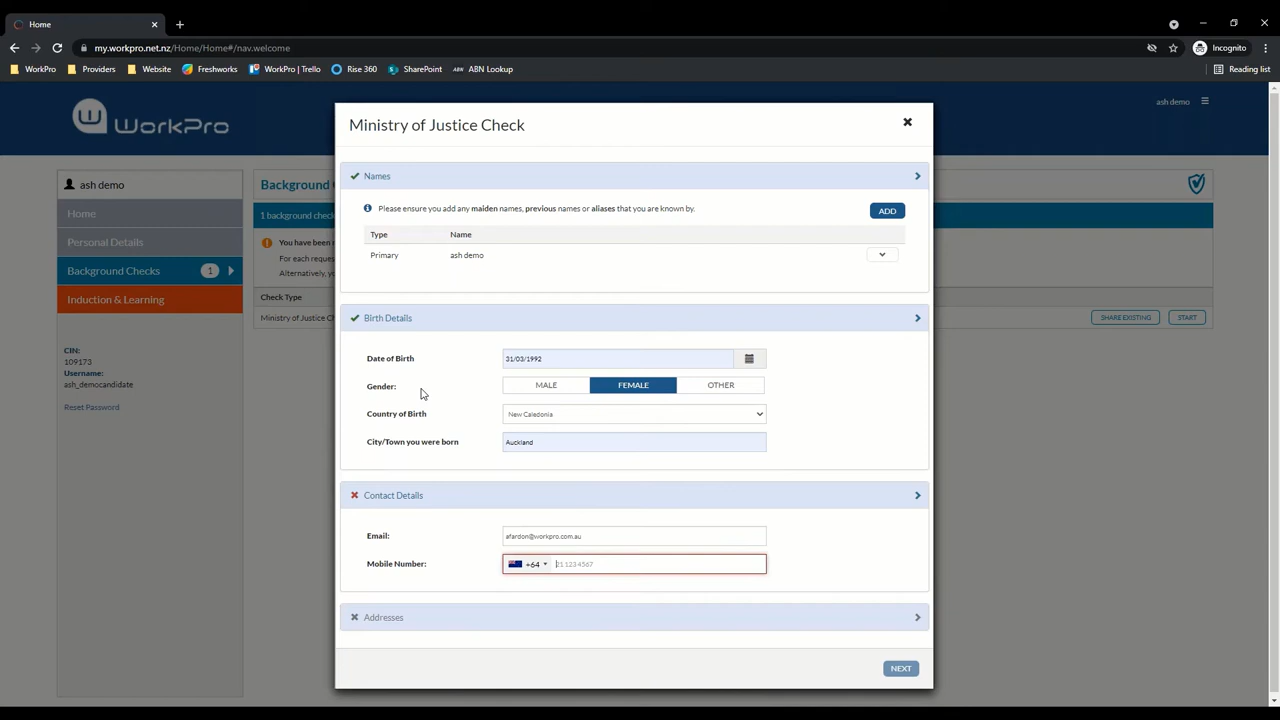 Home
my.workpro.net.nz/Home/Home#/nav.welcome
Incognito
WorkPro
Providers
Website
Freshworks
WorkPro | Trello
Rise 360
SharePoint
ABN ABN Lookup
Reading list
WorkPro
ash demo
Ministry of Justice Check
ash demo
Home
Personal Details
Background Checks 1
Induction & Learning
CIN:
109173
Username:
ash_democandidate
Reset Password
Background
1 background check
You have been
For each reques
Alternatively, yo
Check Type
Ministry of Justice Ch
SHARE EXISTING
START
Names
Please ensure you add any maiden names, previous names or aliases that you are known by.
ADD
Type Name
Primary ash demo
Birth Details
Date of Birth 31/03/1992
Gender: MALE FEMALE OTHER
Country of Birth New Caledonia
City/Town you were born Auckland
Contact Details
Email: afardon@workpro.com.au
Mobile Number: +64 21 123 4567
Addresses
NEXT